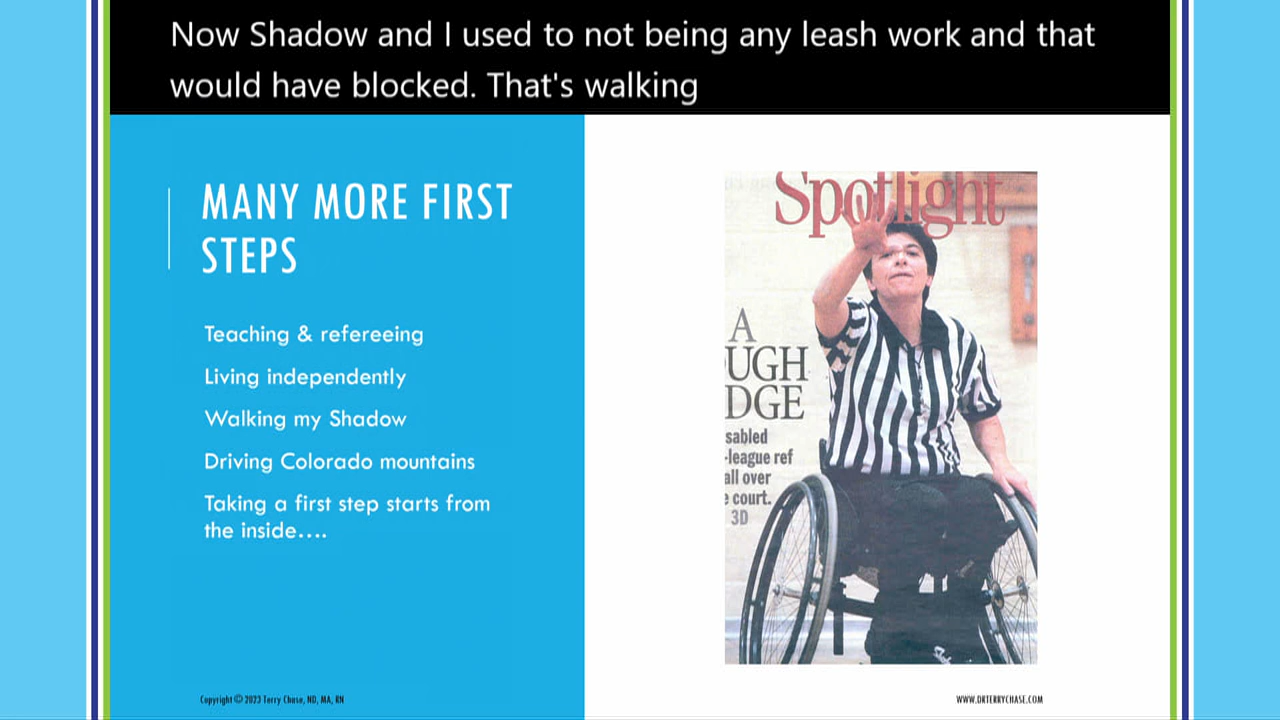 Now Shadow and I used to not being any leash work and that
would have blocked. That's walking
MANY MORE FIRST
STEPS
Teaching & refereeing
Living independently
Walking my Shadow
Driving Colorado mountains
Taking a first step starts from
the inside....
Spotlight
A
UGH
DGE
sabled
-league ref
all over
e court.
3D
Copyright © 2023 Terry Chase, ND, MA, RN
WWW.DRTERRYCHASE.COM